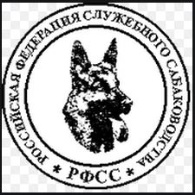 РОССИЙСКАЯ ФЕДЕРАЦИЯ СЛУЖЕБНОГО СОБАКОВОДСТВА
★ РФСС ★